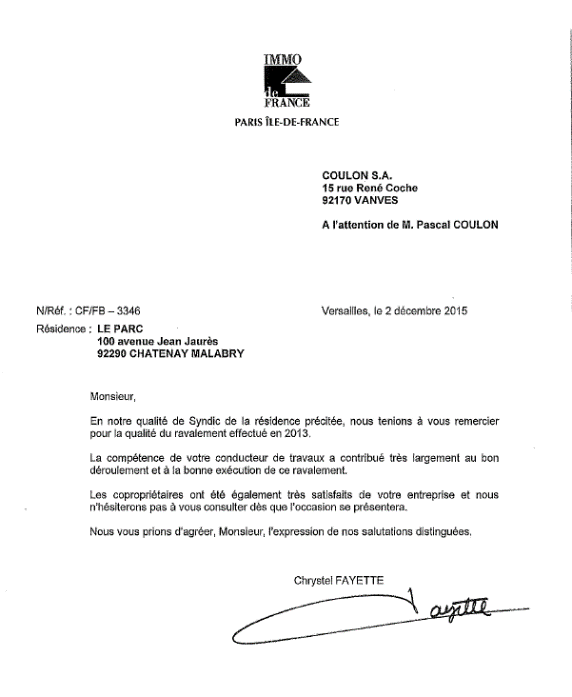 IMMO
de
FRANCE
PARIS ÎLE-DE-FRANCE
COULON S.A.
15 rue René Coche
92170 VANVES
A l'attention de M. Pascal COULON
N/Réf. : CF/FB – 3346
Versailles, le 2 décembre 2015
Résidence : LE PARC
100 avenue Jean Jaurès
92290 CHATENAY MALABRY
Monsieur,
En notre qualité de Syndic de la résidence précitée, nous tenions à vous remercier
pour la qualité du ravalement effectué en 2013.
La compétence de votre conducteur de travaux a contribué très largement au bon
déroulement et à la bonne exécution de ce ravalement.
Les copropriétaires ont été également très satisfaits de votre entreprise et nous
n'hésiterons pas à vous consulter dès que l'occasion se présentera.
Nous vous prions d'agréer, Monsieur, l'expression de nos salutations distinguées.
Chrystel FAYETTE
Fayette